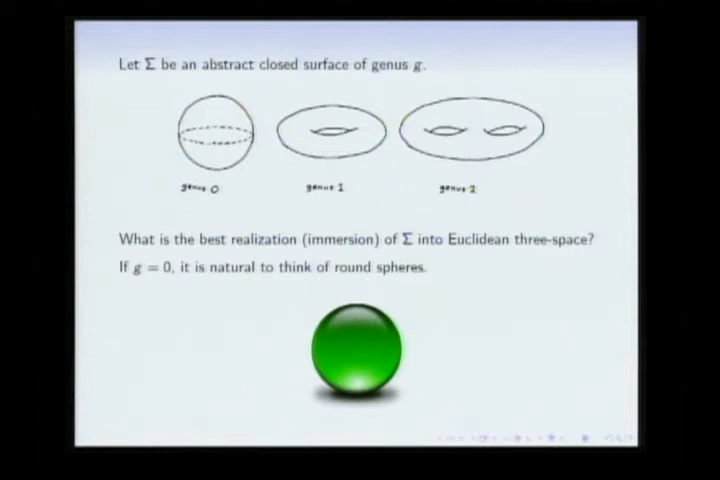 Let Σ be an abstract closed surface of genus g.
genus 0 genus 1 genus 2
What is the best realization (immersion) of Σ into Euclidean three-space?
If g = 0, it is natural to think of round spheres.